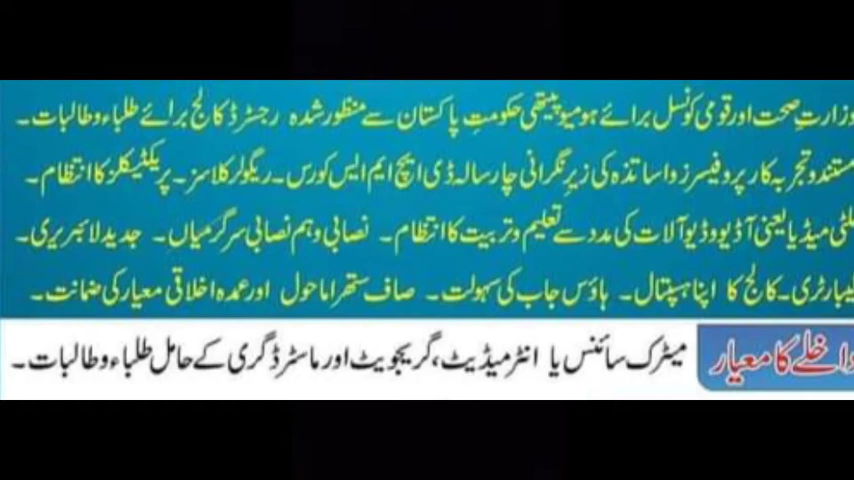 وزارتِ صحت اور قومی کونسل برائے ہومیوپیتھی حکومتِ پاکستان سے منظور شدہ رجسٹرڈ کالج برائے طلباء و طالبات۔
مستند و تجربہ کار پروفیسرز و اساتذہ کی زیرِ نگرانی چار سالہ ڈی ایچ ایم ایس کورس۔ ریگولر کلاسز۔ پریکٹیکلز کا انتظام۔
ملٹی میڈیا یعنی آڈیو وڈیو آلات کی مدد سے تعلیم و تربیت کا انتظام۔ نصابی و ہم نصابی سرگرمیاں۔ جدید لائبریری۔
لیبارٹری۔ کالج کا اپنا ہسپتال۔ ہاؤس جاب کی سہولت۔ صاف ستھرا ماحول اور عمدہ اخلاقی معیار کی ضمانت۔
داخلے کا معیار میٹرک سائنس یا انٹرمیڈیٹ، گریجویٹ اور ماسٹر ڈگری کے حامل طلباء و طالبات۔